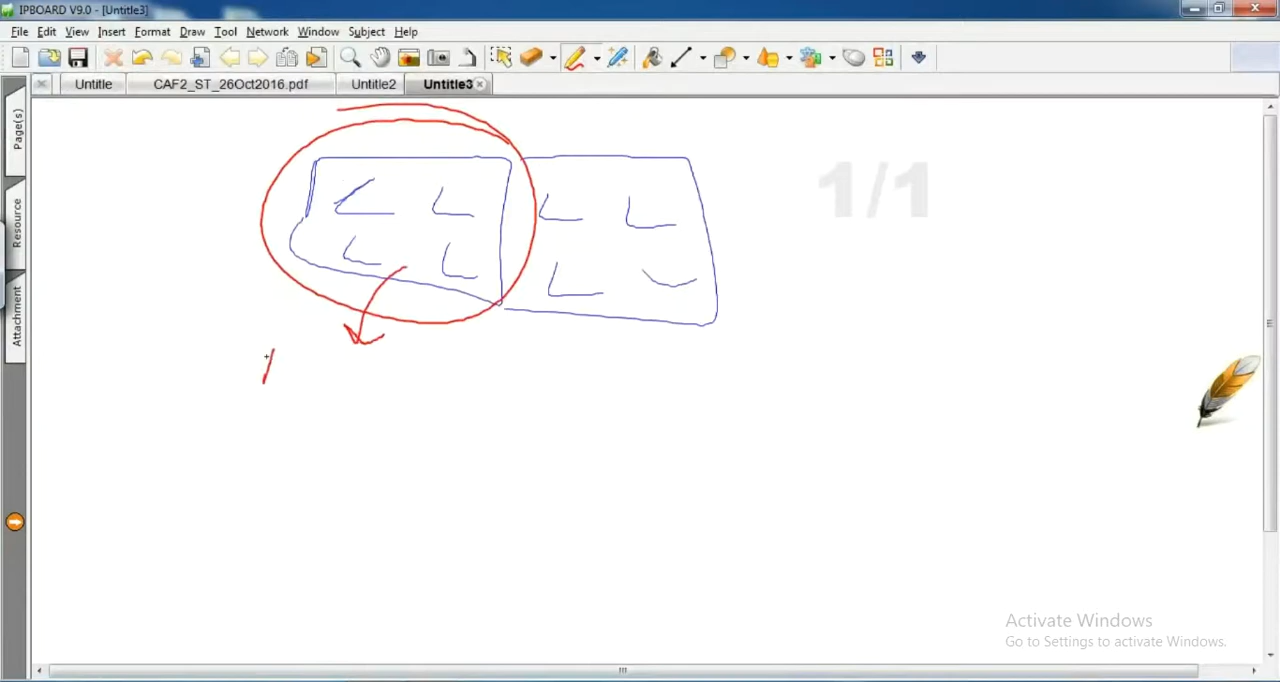 IPBOARD V9.0 - [Untitle3]
File Edit View Insert Format Draw Tool Network Window Subject Help
Untitle CAF2_ST_26Oct2016.pdf Untitle2 Untitle3
Page(s)
Resource
Attachment
1/1
Activate Windows
Go to Settings to activate Windows.